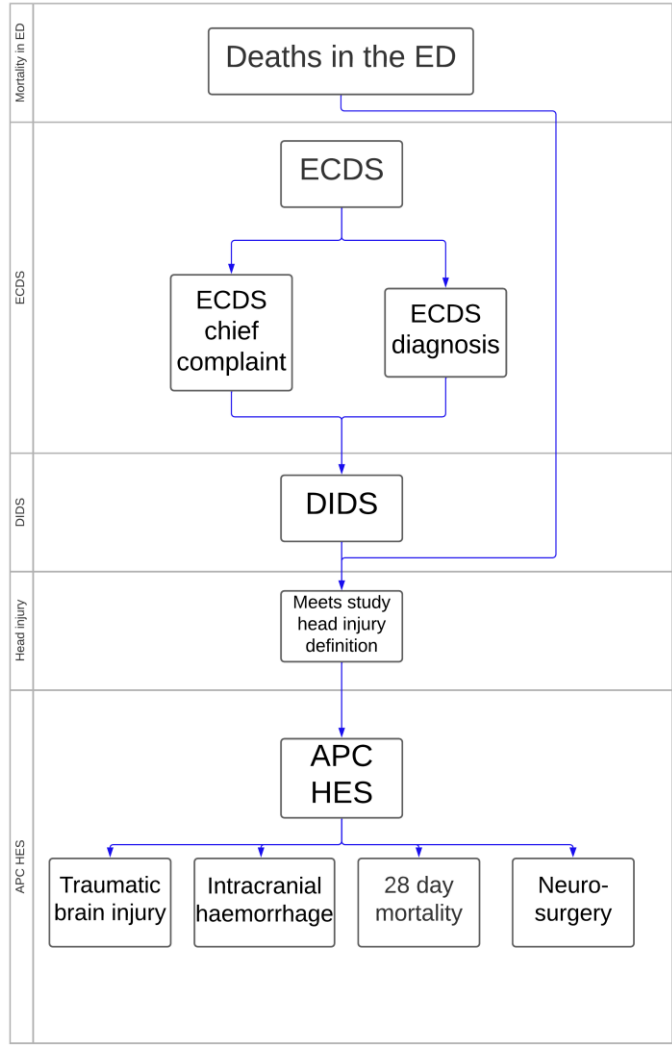 Mortality in ED
Deaths in the ED
ECDS
ECDS
ECDS
chief
complaint
ECDS
diagnosis
DIDS
DIDS
Head injury
Meets study
head injury
definition
APC HES
APC
HES
Traumatic
brain injury
Intracranial
haemorrhage
28 day
mortality
Neuro-
surgery